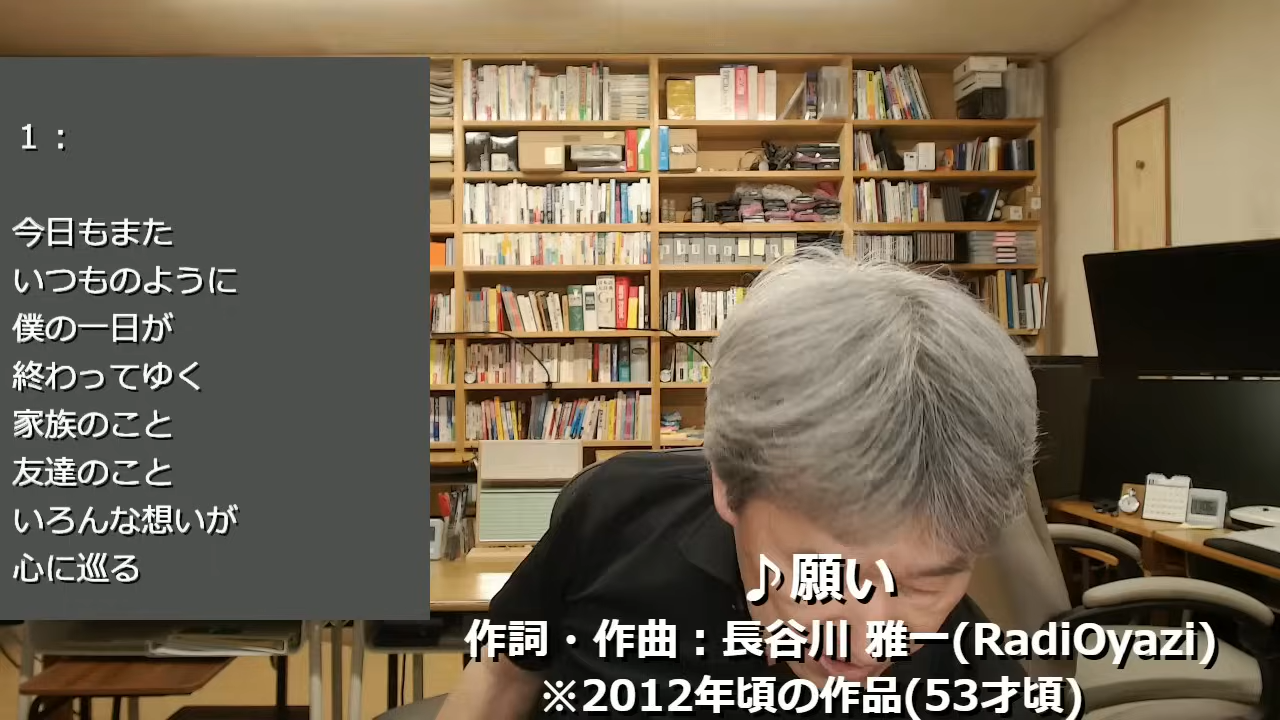 １：
今日もまた
いつものように
僕の一日が
終わってゆく
家族のこと
友達のこと
いろんな想いが
心に巡る
♪願い
作詞・作曲：長谷川 雅一(RadiOyazi)
※2012年頃の作品(53才頃)